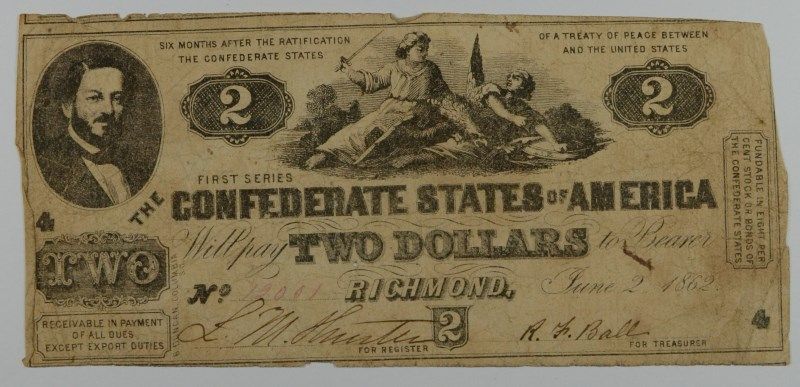 SIX MONTHS AFTER THE RATIFICATION
OF A TREATY OF PEACE BETWEEN
THE CONFEDERATE STATES
AND THE UNITED STATES
2
2
FIRST SERIES
THE CONFEDERATE STATES OF AMERICA
4
Will pay TWO DOLLARS to Bearer
TWO
No
RICHMOND,
June 2 1862.
RECEIVABLE IN PAYMENT
OF ALL DUES
EXCEPT EXPORT DUTIES
2
R. F. Ball
4
FOR REGISTER
FOR TREASURER
FUNDABLE IN EIGHT PER
CENT STOCK OR BONDS OF
THE CONFEDERATE STATES